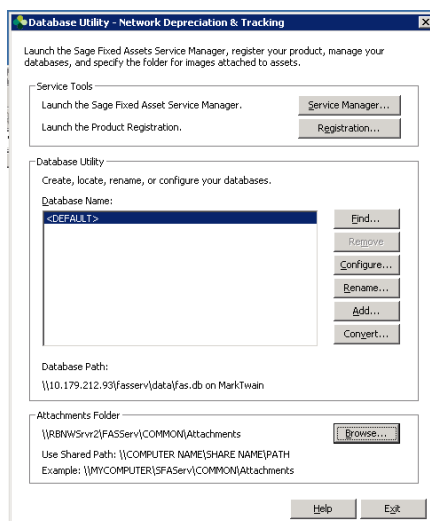 Database Utility - Network Depreciation & Tracking
Launch the Sage Fixed Assets Service Manager, register your product, manage your
databases, and specify the folder for images attached to assets.
Service Tools
Launch the Sage Fixed Asset Service Manager.
Service Manager...
Launch the Product Registration.
Registration...
Database Utility
Create, locate, rename, or configure your databases.
Database Name:
<DEFAULT>
Find...
Remove
Configure...
Rename...
Add...
Convert...
Database Path:
\\10.179.212.93\fasserv\data\fas.db on MarkTwain
Attachments Folder
\\RBNWSrvr2\FASServ\COMMON\Attachments
Browse...
Use Shared Path: \\COMPUTER NAME\SHARE NAME\PATH
Example: \\MYCOMPUTER\SFAServ\COMMON\Attachments
Help
Exit